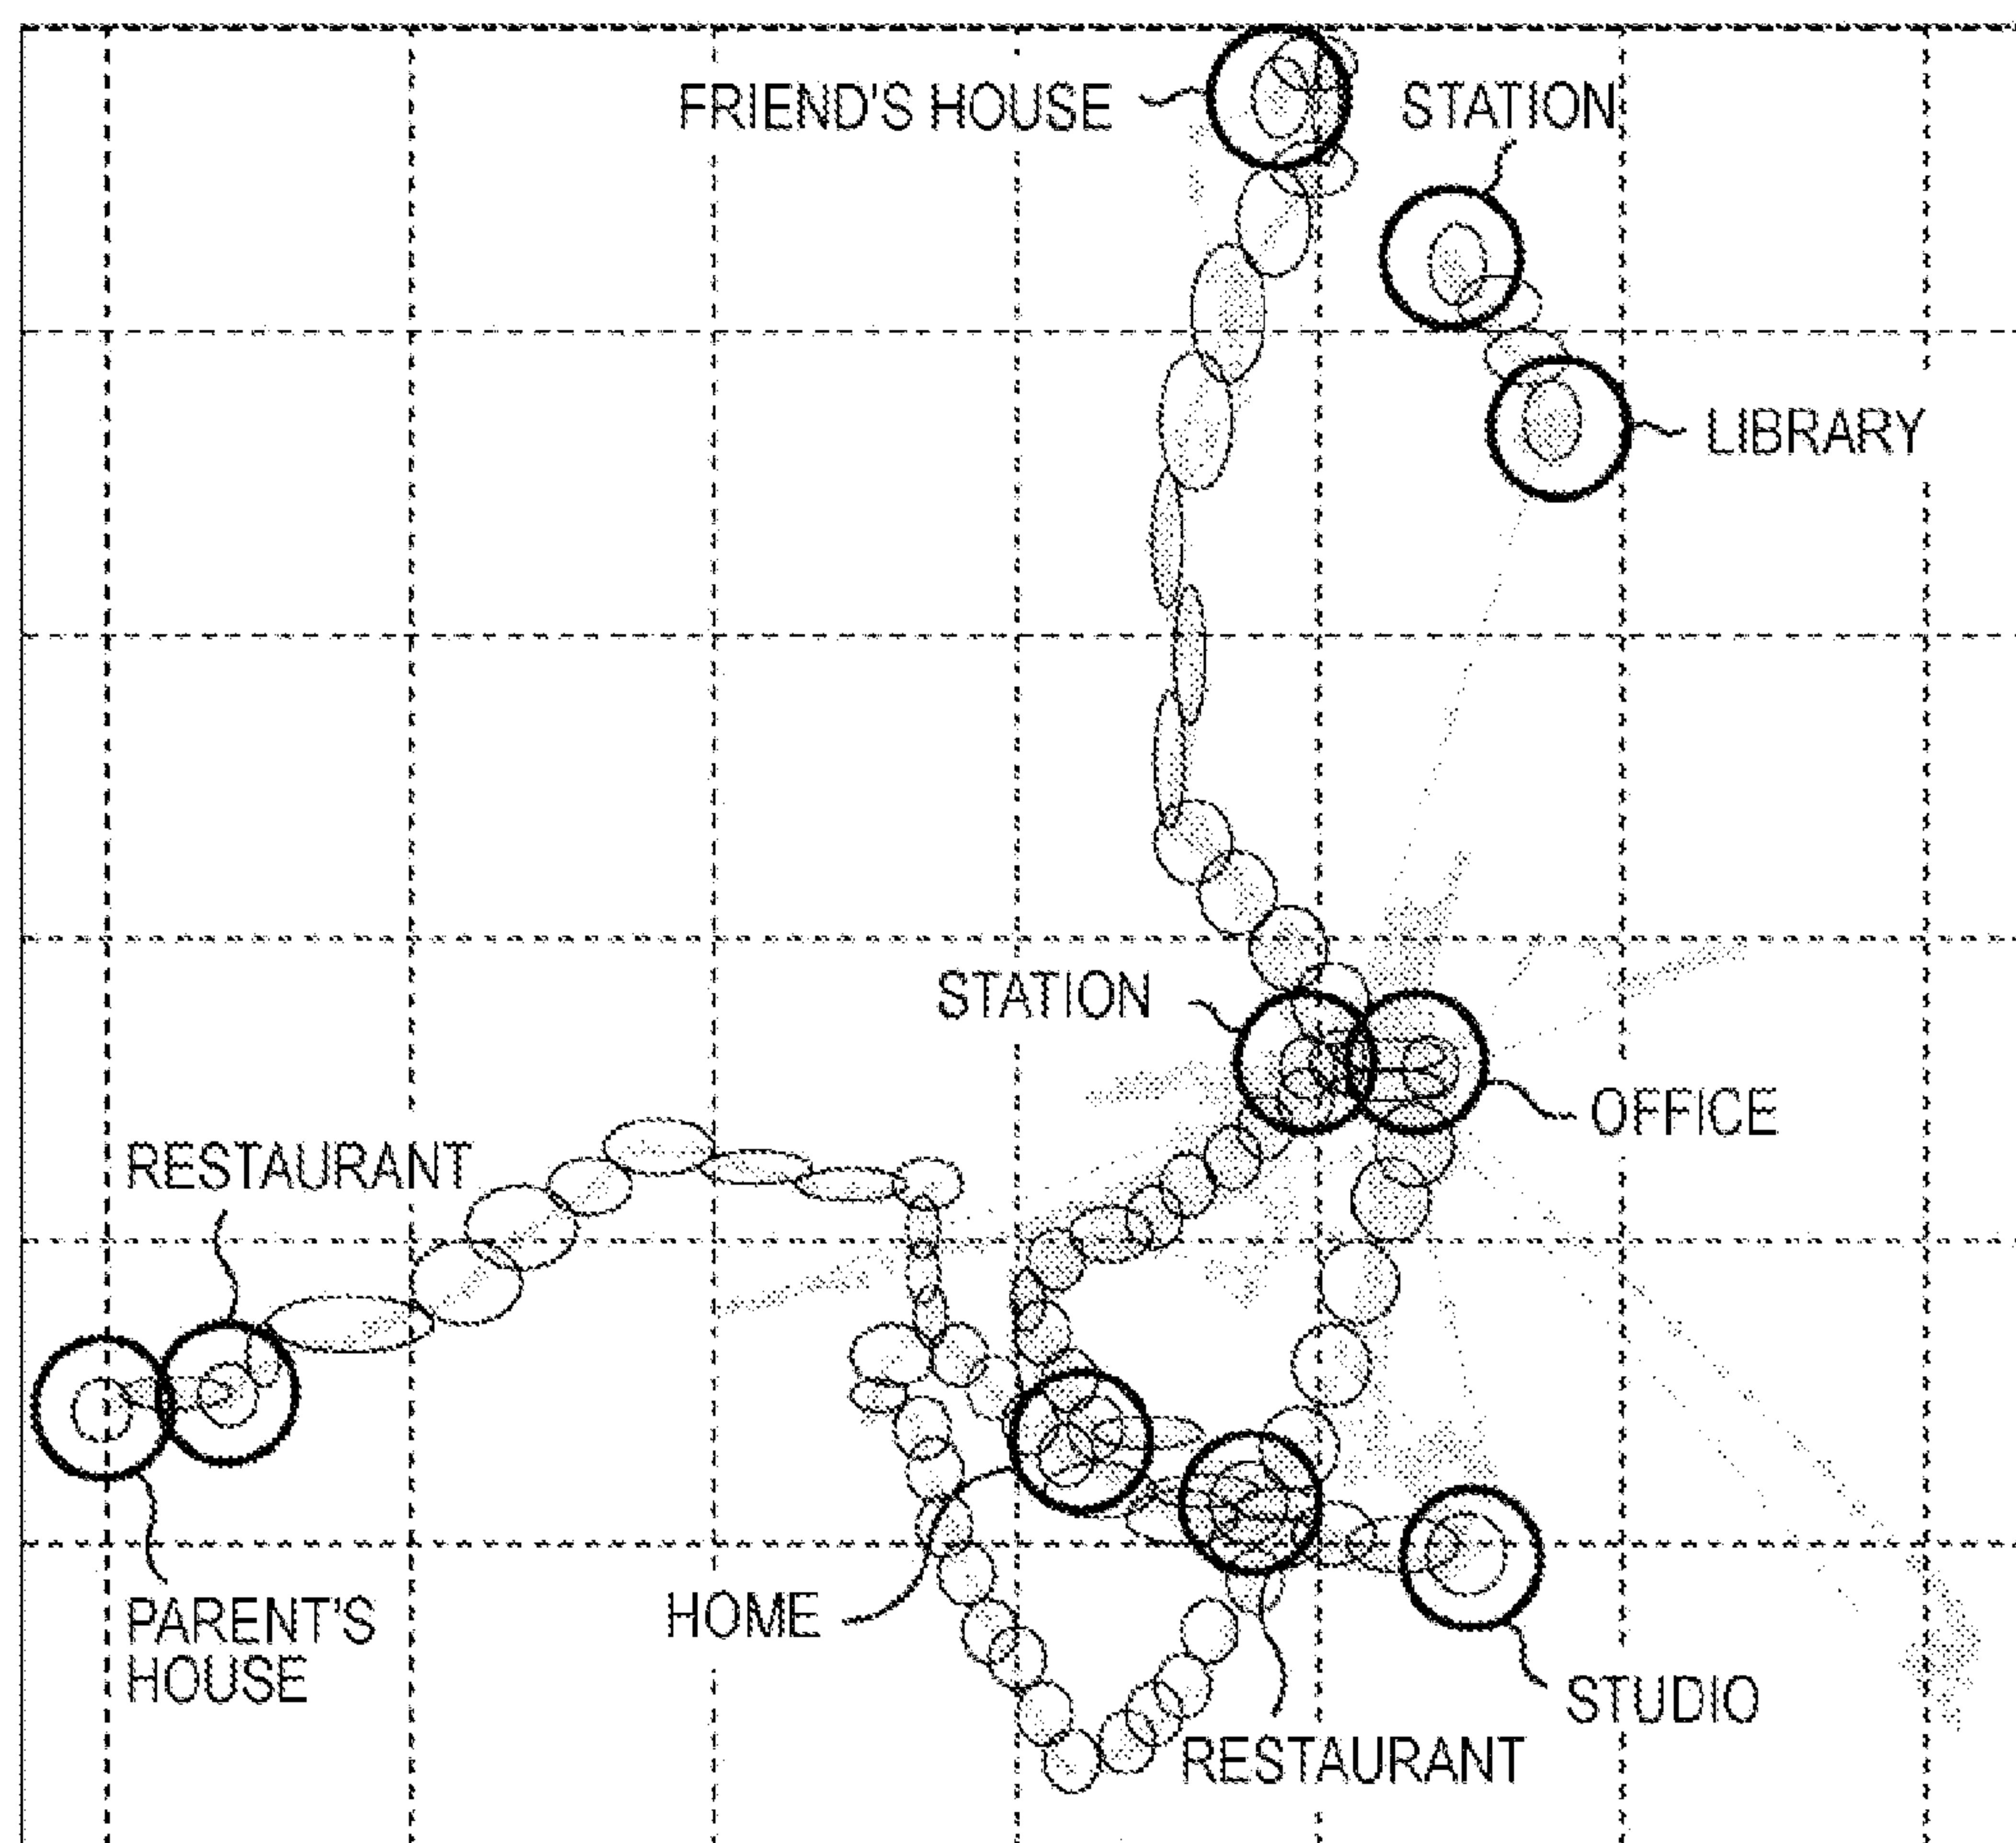 FRIEND'S HOUSE
STATION
LIBRARY
STATION
OFFICE
RESTAURANT
PARENT'S
HOUSE
HOME
STUDIO
RESTAURANT